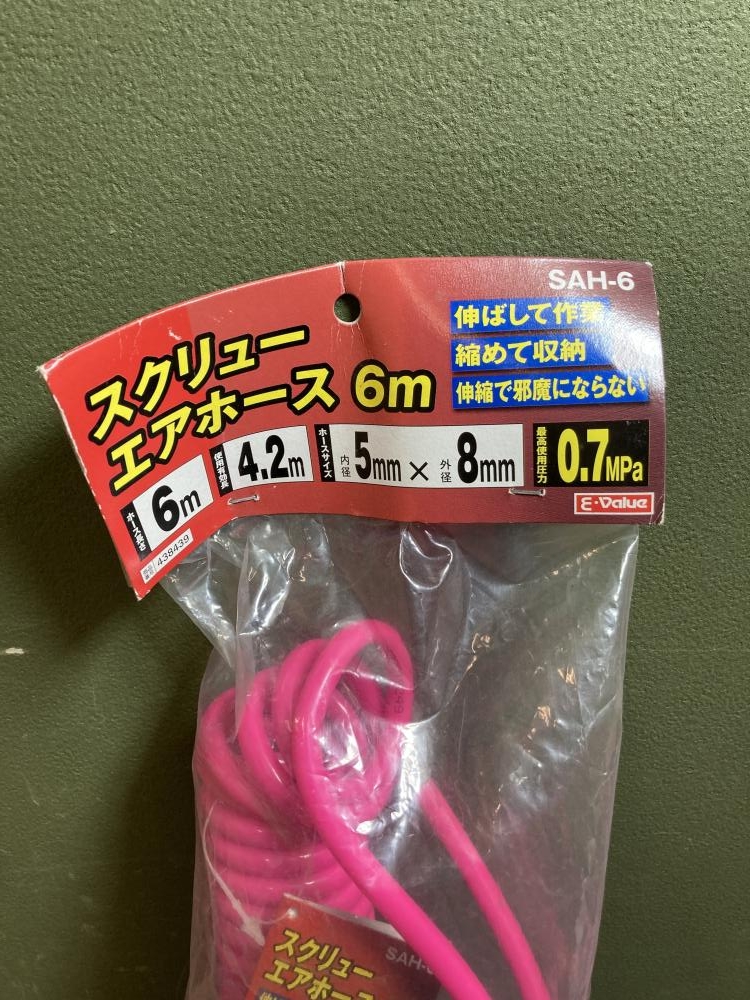 SAH-6
伸ばして作業
縮めて収納
伸縮で邪魔にならない
スクリュー
エアホース 6m
ホース長さ 6m
使用有効長 4.2m
ホースサイズ 内径 5mm × 外径 8mm
最高使用圧力 0.7MPa
E-Value
438439
スクリュー
エアホース
SAH-